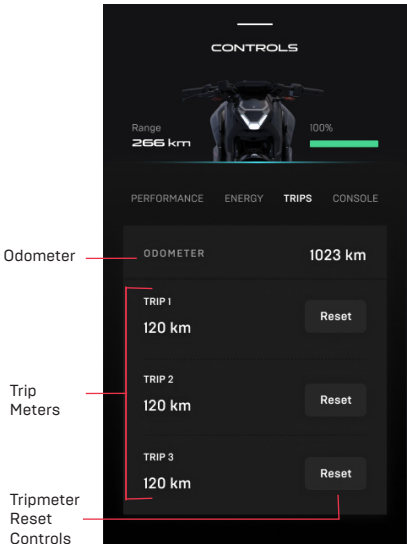 CONTROLS
Range
266 km
100%
PERFORMANCE ENERGY TRIPS CONSOLE
Odometer
ODOMETER 1023 km
TRIP 1
120 km
Reset
Trip
Meters
TRIP 2
120 km
Reset
TRIP 3
120 km
Reset
Tripmeter
Reset
Controls